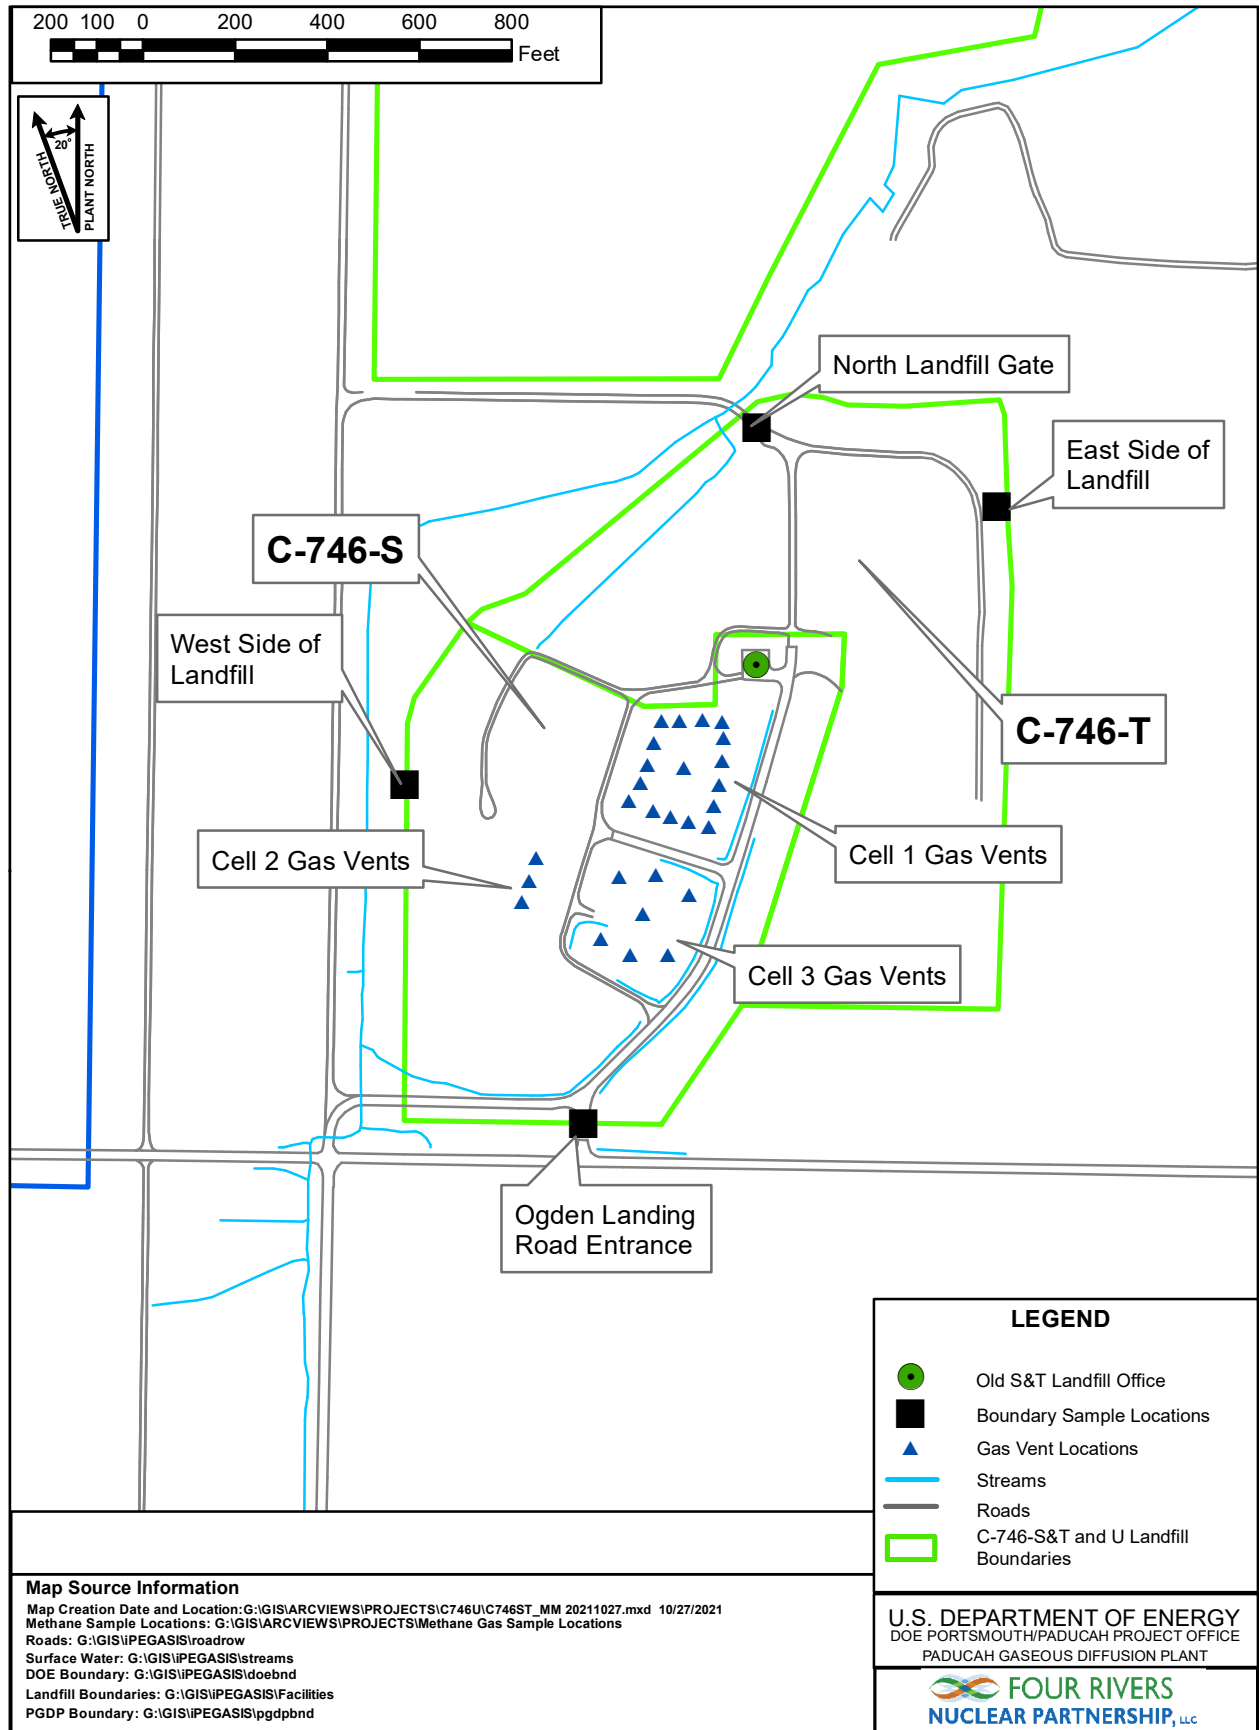 200 100 0 200 400 600 800
Feet
TRUE NORTH
20°
PLANT NORTH
North Landfill Gate
East Side of
Landfill
C-746-S
West Side of
Landfill
C-746-T
Cell 2 Gas Vents
Cell 1 Gas Vents
Cell 3 Gas Vents
Ogden Landing
Road Entrance
LEGEND
Old S&T Landfill Office
Boundary Sample Locations
Gas Vent Locations
Streams
Roads
C-746-S&T and U Landfill
Boundaries
Map Source Information
Map Creation Date and Location:G:\GIS\ARCVIEWS\PROJECTS\C746U\C746ST_MM 20211027.mxd 10/27/2021
Methane Sample Locations: G:\GIS\ARCVIEWS\PROJECTS\Methane Gas Sample Locations
Roads: G:\GIS\iPEGASIS\roadrow
Surface Water: G:\GIS\iPEGASIS\streams
DOE Boundary: G:\GIS\iPEGASIS\doebnd
Landfill Boundaries: G:\GIS\iPEGASIS\Facilities
PGDP Boundary: G:\GIS\iPEGASIS\pgdpbnd
U.S. DEPARTMENT OF ENERGY
DOE PORTSMOUTH/PADUCAH PROJECT OFFICE
PADUCAH GASEOUS DIFFUSION PLANT
FOUR RIVERS
NUCLEAR PARTNERSHIP, LLC